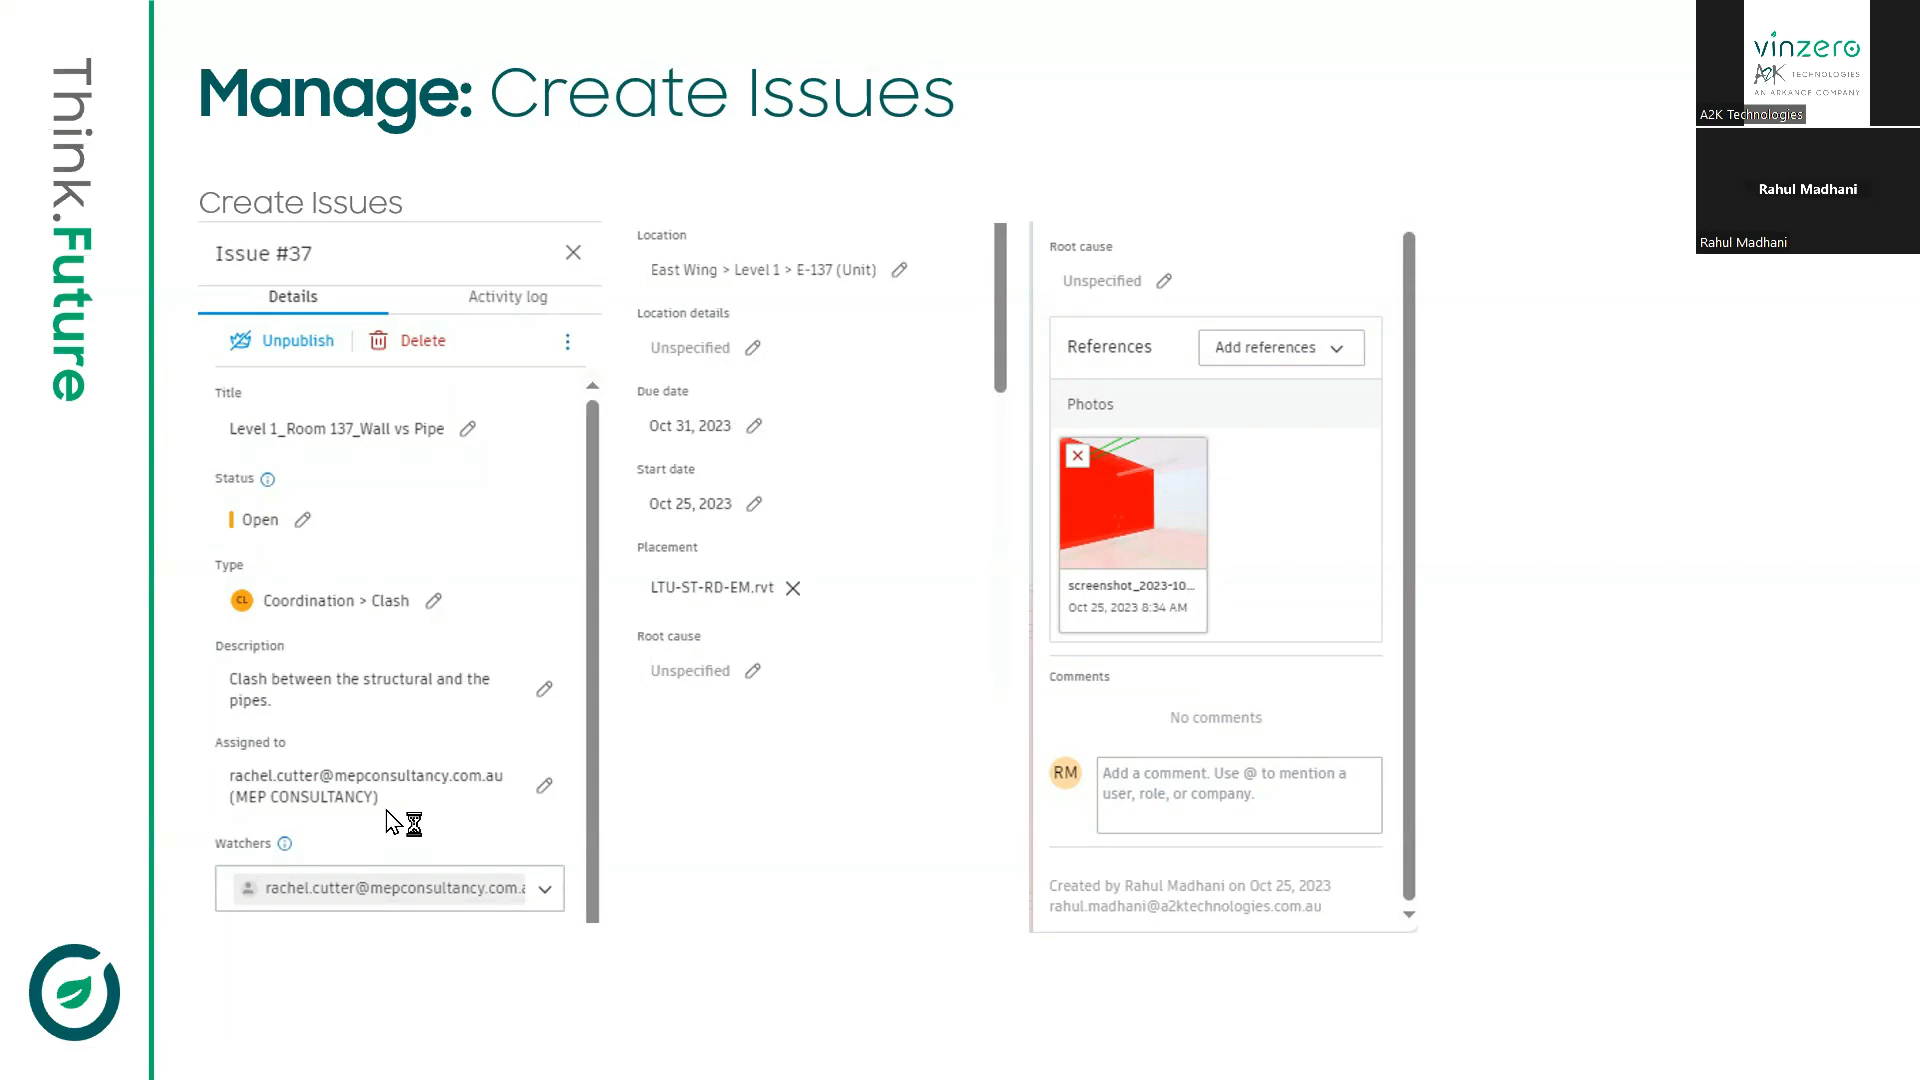 Think.Future
Manage: Create Issues
Create Issues
Issue #37
Details
Activity log
Unpublish
Delete
Title
Level 1_Room 137_Wall vs Pipe
Status
Open
Type
CL
Coordination > Clash
Description
Clash between the structural and the
pipes.
Assigned to
rachel.cutter@mepconsultancy.com.au
(MEP CONSULTANCY)
Watchers
rachel.cutter@mepconsultancy.com.a
Location
East Wing > Level 1 > E-137 (Unit)
Location details
Unspecified
Due date
Oct 31, 2023
Start date
Oct 25, 2023
Placement
LTU-ST-RD-EM.rvt
Root cause
Unspecified
Root cause
Unspecified
References
Add references
Photos
screenshot_2023-10...
Oct 25, 2023 8:34 AM
Comments
No comments
RM
Add a comment. Use @ to mention a
user, role, or company.
Created by Rahul Madhani on Oct 25, 2023
rahul.madhani@a2ktechnologies.com.au
vinzero
A2K TECHNOLOGIES
AN ARKANCE COMPANY
A2K Technologies
Rahul Madhani
Rahul Madhani